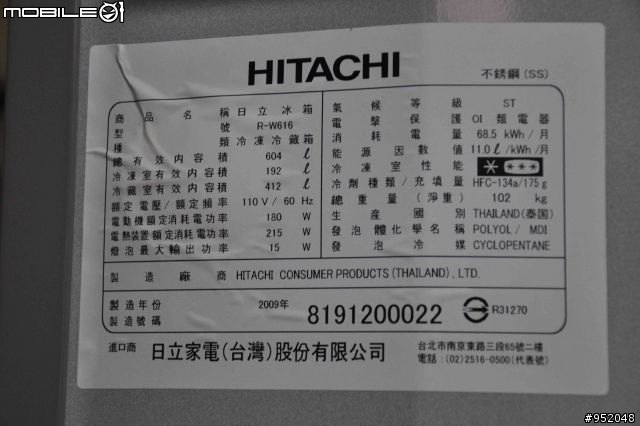 MOBILE01
HITACHI
不銹鋼(SS)
商品名稱 日立冰箱
型號 R-W616
種類 冷凍冷藏箱
總有效內容積 604 ℓ
冷凍室有效內容積 192 ℓ
冷藏室有效內容積 412 ℓ
額定電壓/額定頻率 110 V / 60 Hz
電動機額定消耗電功率 180 W
電熱裝置額定消耗電功率 215 W
燈泡最大輸出功率 15 W
氣候等級 ST
電擊保護 0I類電器
消耗電量 68.5 kWh/月
能源因數值 11.0ℓ/kWh/月
冷凍室性能 * ***
冷劑種類/充填量 HFC-134a/175g
總重量(淨重) 102 kg
生產國別 THAILAND(泰国)
發泡體化學名稱 POLYOL/ MDI
發泡冷媒 CYCLOPENTANE
製造廠商 HITACHI CONSUMER PRODUCTS (THAILAND), LTD.
製造年份 2009年
製造號碼 8191200022
R31270
進口商 日立家電(台灣)股份有限公司
台北市南京東路三段65號二樓
電話:(02)2516-0500(代表號)
#952048